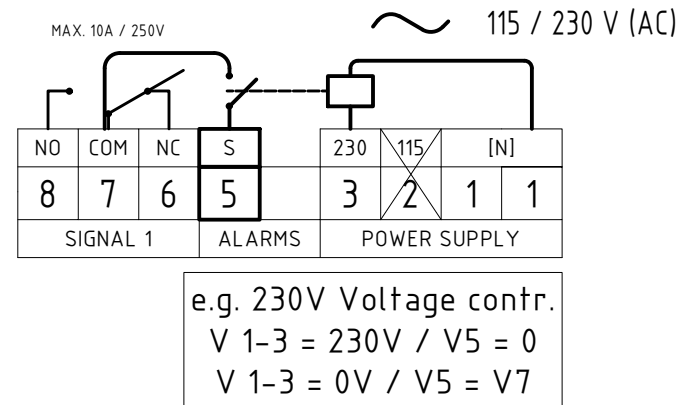 MAX. 10A / 250V
115 / 230 V (AC)
NO COM NC S 230 115 [N]
8 7 6 5 3 2 1 1
SIGNAL 1 ALARMS POWER SUPPLY
e.g. 230V Voltage contr.
V 1-3 = 230V / V5 = 0
V 1-3 = 0V / V5 = V7